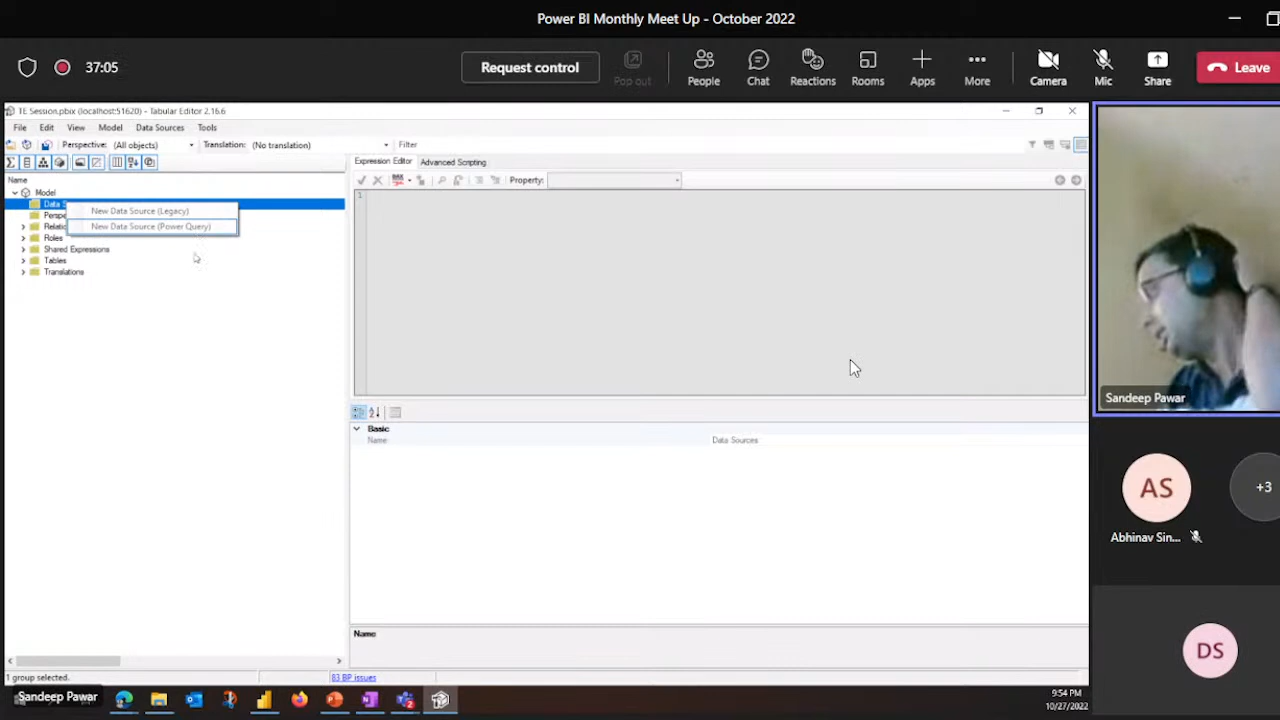 Power BI Monthly Meet Up - October 2022
37:05
Request control
Pop out
People
Chat
Reactions
Rooms
Apps
More
Camera
Mic
Share
Leave
TE Session.pbix (localhost:51620) - Tabular Editor 2.16.6
File Edit View Model Data Sources Tools
Perspective: (All objects) Translation: (No translation) Filter
Expression Editor Advanced Scripting
Property:
1
Name
Model
Data S
New Data Source (Legacy)
Perspe
New Data Source (Power Query)
Relatio
Roles
Shared Expressions
Tables
Translations
Basic
Name Data Sources
Name
1 group selected.
83 BP issues
Sandeep Pawar
9:54 PM
10/27/2022
Sandeep Pawar
AS
+3
Abhinav Sin...
DS